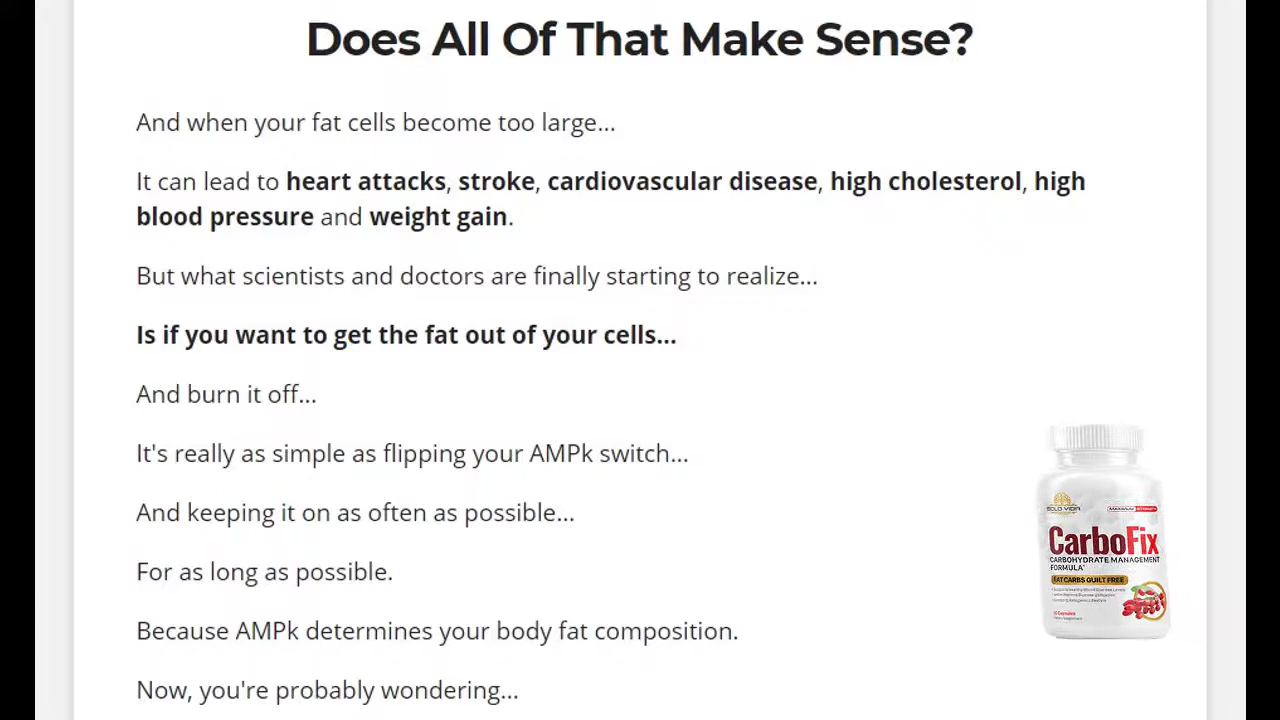 Does All Of That Make Sense?
And when your fat cells become too large...
It can lead to heart attacks, stroke, cardiovascular disease, high cholesterol, high
blood pressure and weight gain.
But what scientists and doctors are finally starting to realize...
Is if you want to get the fat out of your cells...
And burn it off...
It's really as simple as flipping your AMPk switch...
And keeping it on as often as possible...
For as long as possible.
Because AMPk determines your body fat composition.
Now, you're probably wondering...
GOLD VIDA
MAXIMUM STRENGTH
CarboFix
CARBOHYDRATE MANAGEMENT
FORMULA*
EAT CARBS GUILT FREE